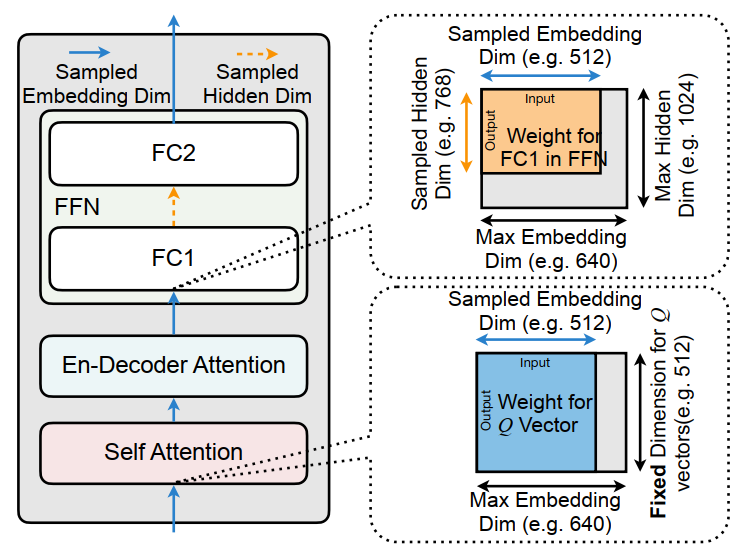 Sampled
Embedding Dim
Sampled
Hidden Dim
FC2
FFN
FC1
En-Decoder Attention
Self Attention
Sampled Embedding
Dim (e.g. 512)
Sampled Hidden
Dim (e.g. 768)
Input
Output
Weight for
FC1 in FFN
Max Hidden
Dim (e.g. 1024)
Max Embedding
Dim (e.g. 640)
Sampled Embedding
Dim (e.g. 512)
Input
Output
Weight for
Q Vector
Fixed Dimension for Q
vectors(e.g. 512)
Max Embedding
Dim (e.g. 640)